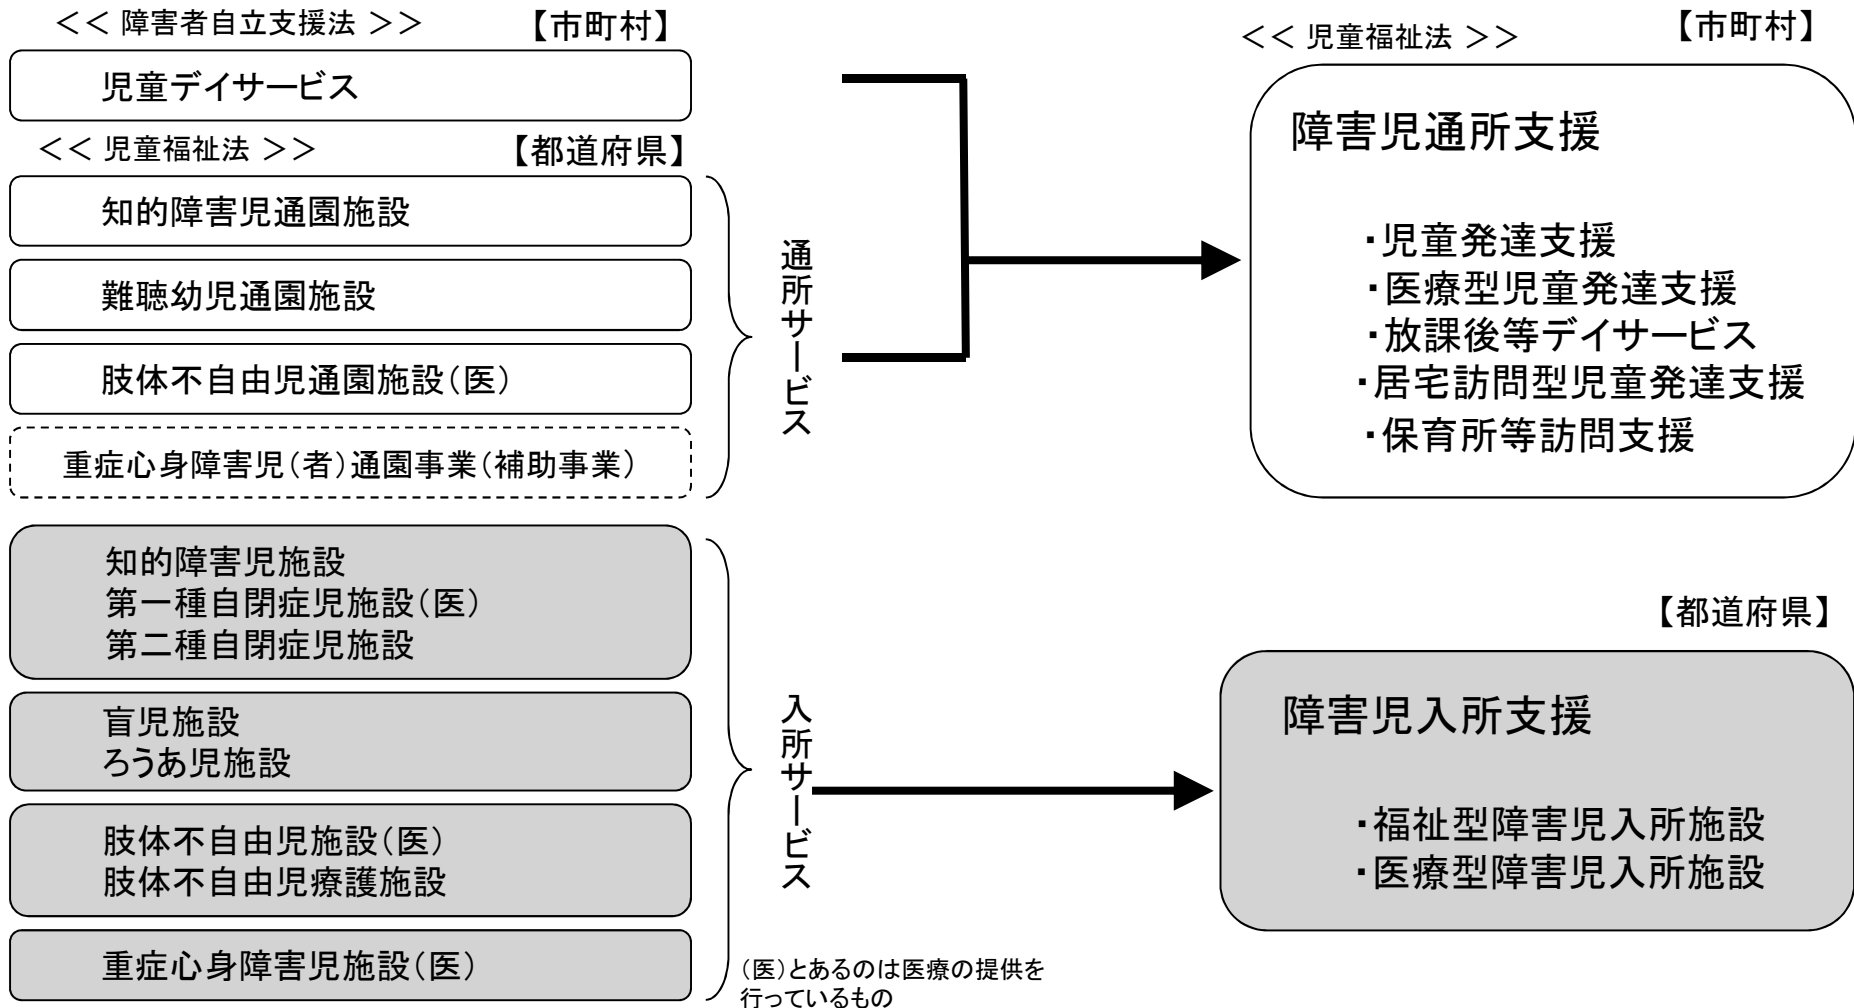 << 障害者自立支援法 >>
【市町村】
児童デイサービス
<< 児童福祉法 >>
【都道府県】
知的障害児通園施設
難聴幼児通園施設
肢体不自由児通園施設(医)
重症心身障害児(者)通園事業(補助事業)
通所サービス
知的障害児施設
第一種自閉症児施設(医)
第二種自閉症児施設
盲児施設
ろうあ児施設
肢体不自由児施設(医)
肢体不自由児療護施設
重症心身障害児施設(医)
入所サービス
(医)とあるのは医療の提供を
行っているもの
<< 児童福祉法 >>
【市町村】
障害児通所支援
・児童発達支援
・医療型児童発達支援
・放課後等デイサービス
・居宅訪問型児童発達支援
・保育所等訪問支援
【都道府県】
障害児入所支援
・福祉型障害児入所施設
・医療型障害児入所施設